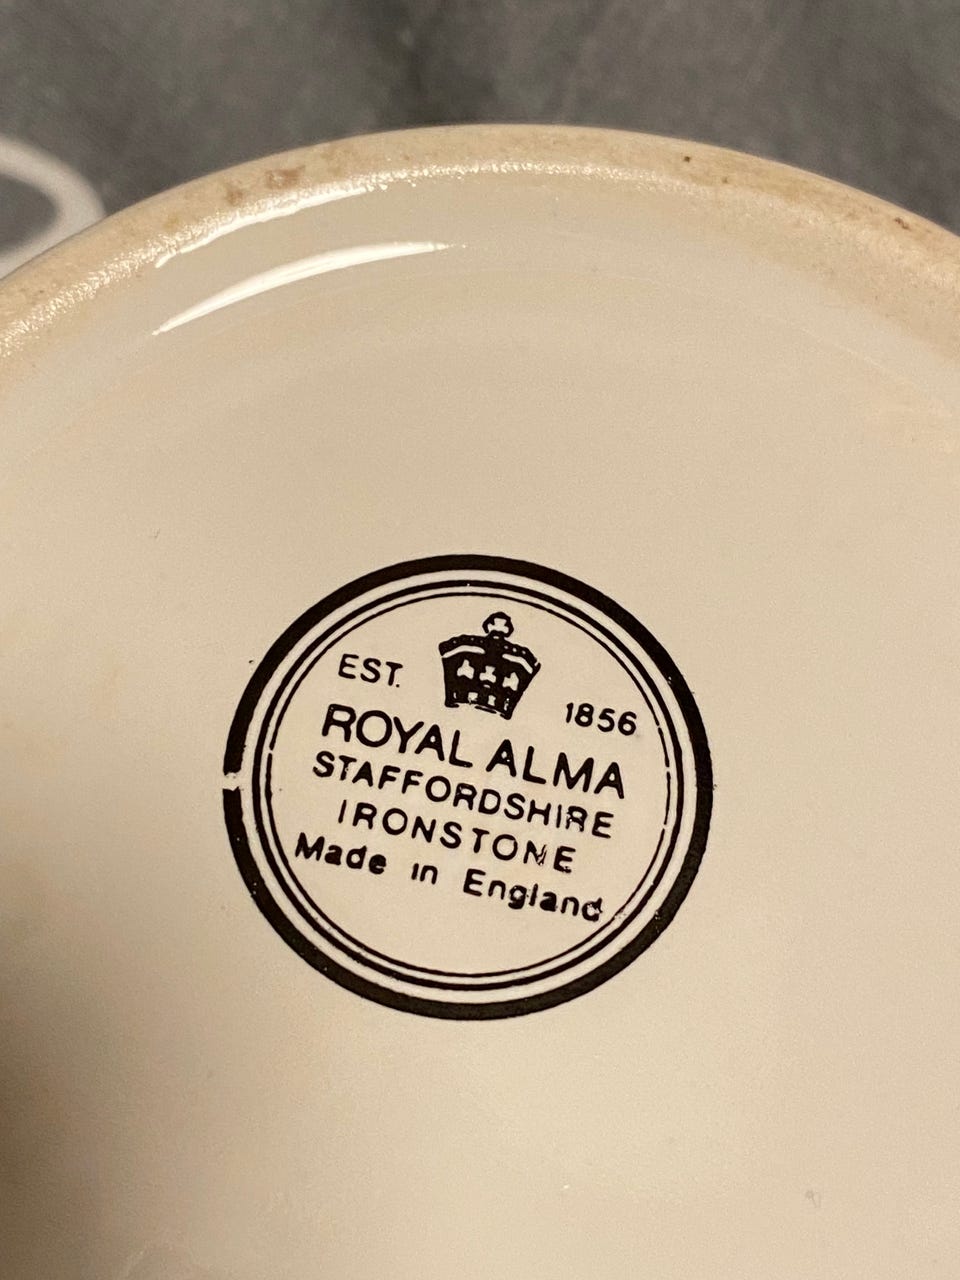 EST. 1856
ROYAL ALMA
STAFFORDSHIRE
IRONSTONE
Made in England